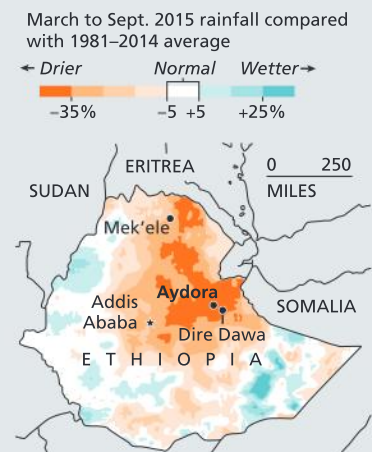 March to Sept. 2015 rainfall compared
with 1981–2014 average
Drier Normal Wetter
–35% –5 +5 +25%
ERITREA
0 250
MILES
SUDAN
Mek‘ele
Aydora
Addis
Ababa
SOMALIA
Dire Dawa
ETHIOPIA